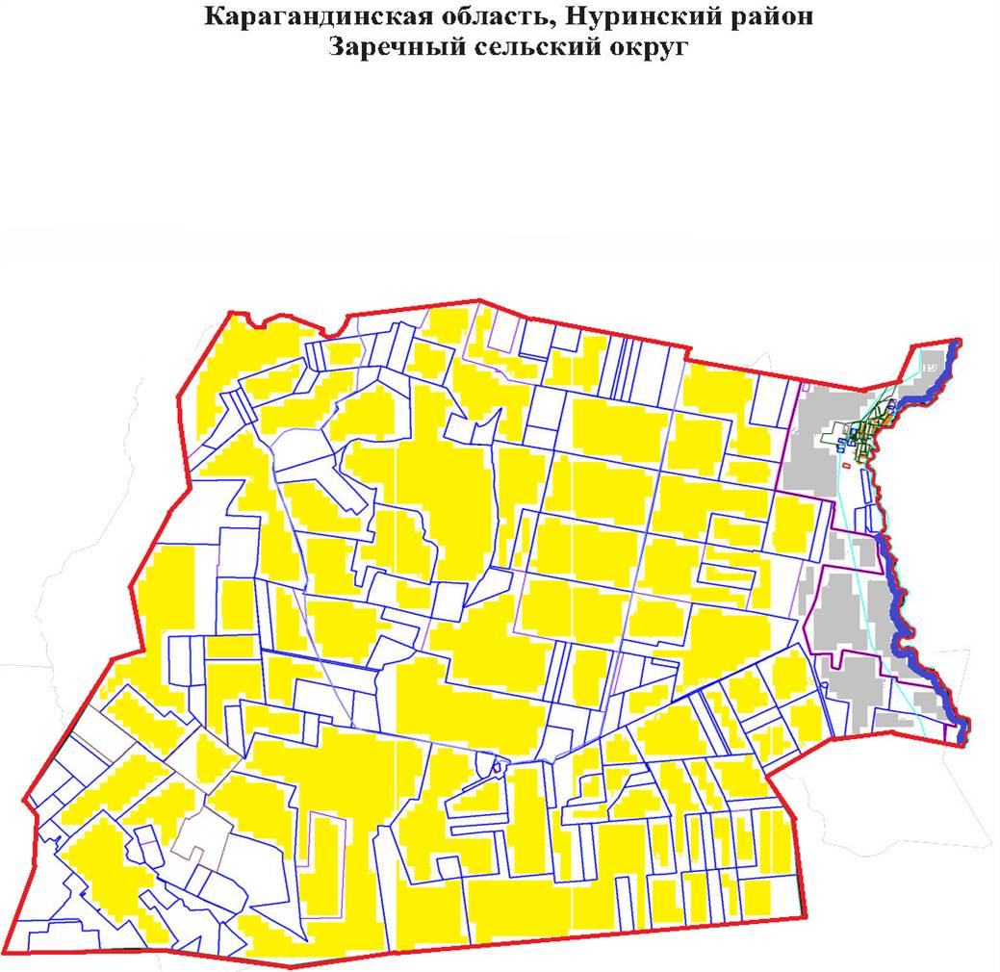 Карагандинская область, Нуринский район
Заречный сельский округ